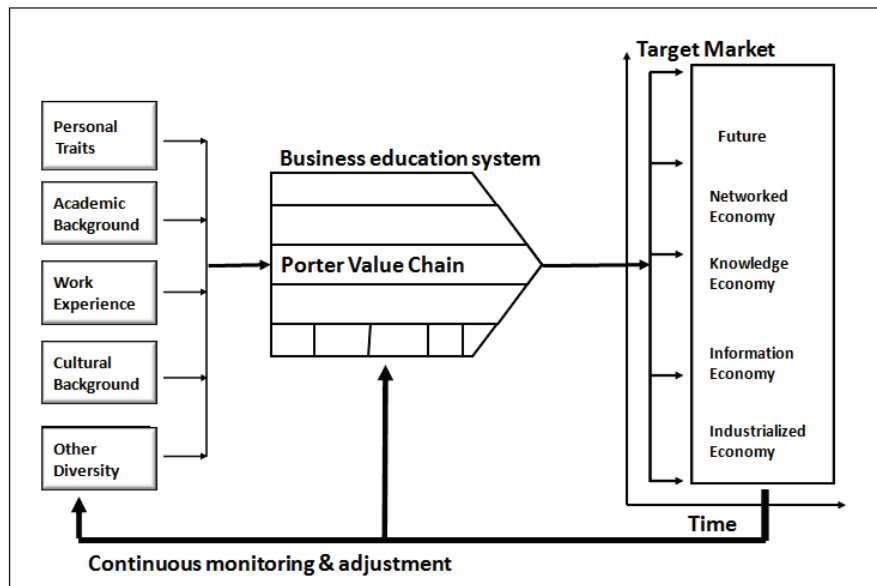 Target Market
Personal
Traits
Academic
Background
Work
Experience
Cultural
Background
Other
Diversity
Business education system
Porter Value Chain
Future
Networked
Economy
Knowledge
Economy
Information
Economy
Industrialized
Economy
Time
Continuous monitoring & adjustment